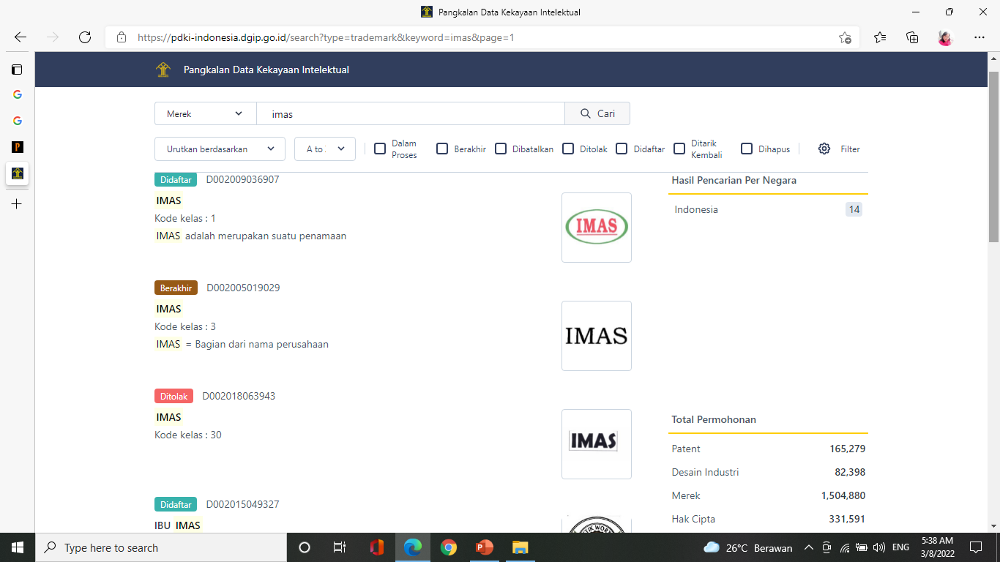 Pangkalan Data Kekayaan Intelektual
https://pdki-indonesia.dgip.go.id/search?type=trademark&keyword=imas&page=1
Pangkalan Data Kekayaan Intelektual
Merek
imas
Cari
Urutkan berdasarkan
A to
Dalam Proses
Berakhir
Dibatalkan
Ditolak
Didaftar
Ditarik Kembali
Dihapus
Filter
Didaftar D002009036907
IMAS
Kode kelas : 1
IMAS adalah merupakan suatu penamaan
IMAS
Berakhir D002005019029
IMAS
Kode kelas : 3
IMAS = Bagian dari nama perusahaan
IMAS
Ditolak D002018063943
IMAS
Kode kelas : 30
IMAS
Didaftar D002015049327
IBU IMAS
Hasil Pencarian Per Negara
Indonesia 14
Total Permohonan
Patent 165,279
Desain Industri 82,398
Merek 1,504,880
Hak Cipta 331,591
Type here to search
26°C Berawan
ENG
5:38 AM
3/8/2022